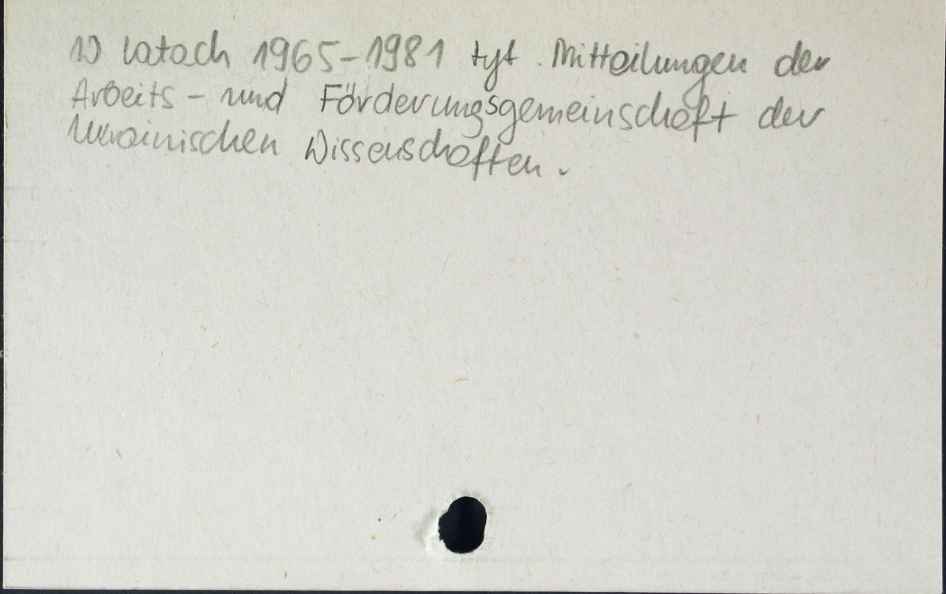 1) latach 1965-1981 tyt. Mitteilungen der
Arbeits- und Förderungsgemeinschaft der
Ukrainischen Wissenschaften.